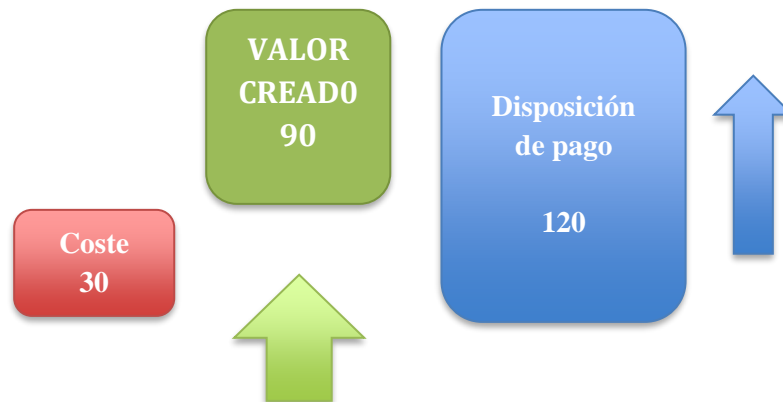 VALOR
CREAD0
90
Disposición
de pago
120
Coste
30